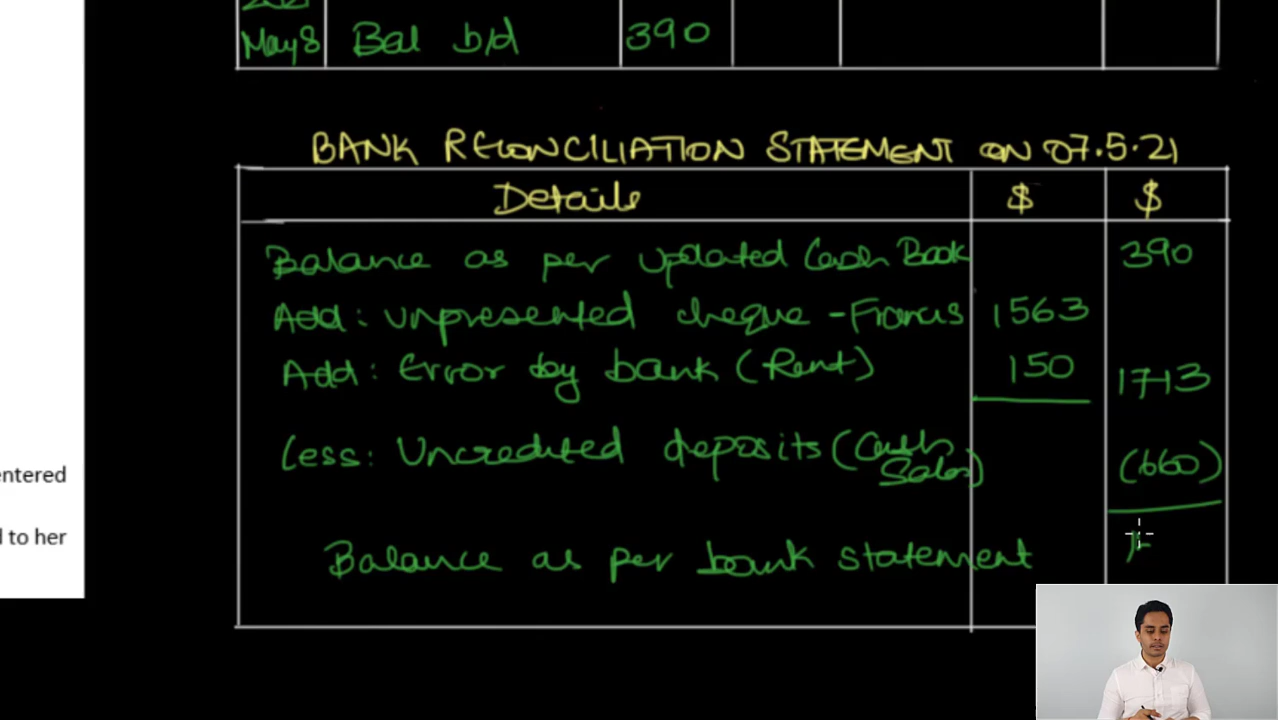 May 8 Bal b/d 390
BANK RECONCILIATION STATEMENT ON 07.5.21
Details $ $
Balance as per updated Cash Book 390
Add: unpresented cheque - Francis 1563
Add: Error by bank (Rent) 150 1713
Less: Uncredited deposits (Cash
Sales) (660)
entered
d to her
Balance as per bank statement